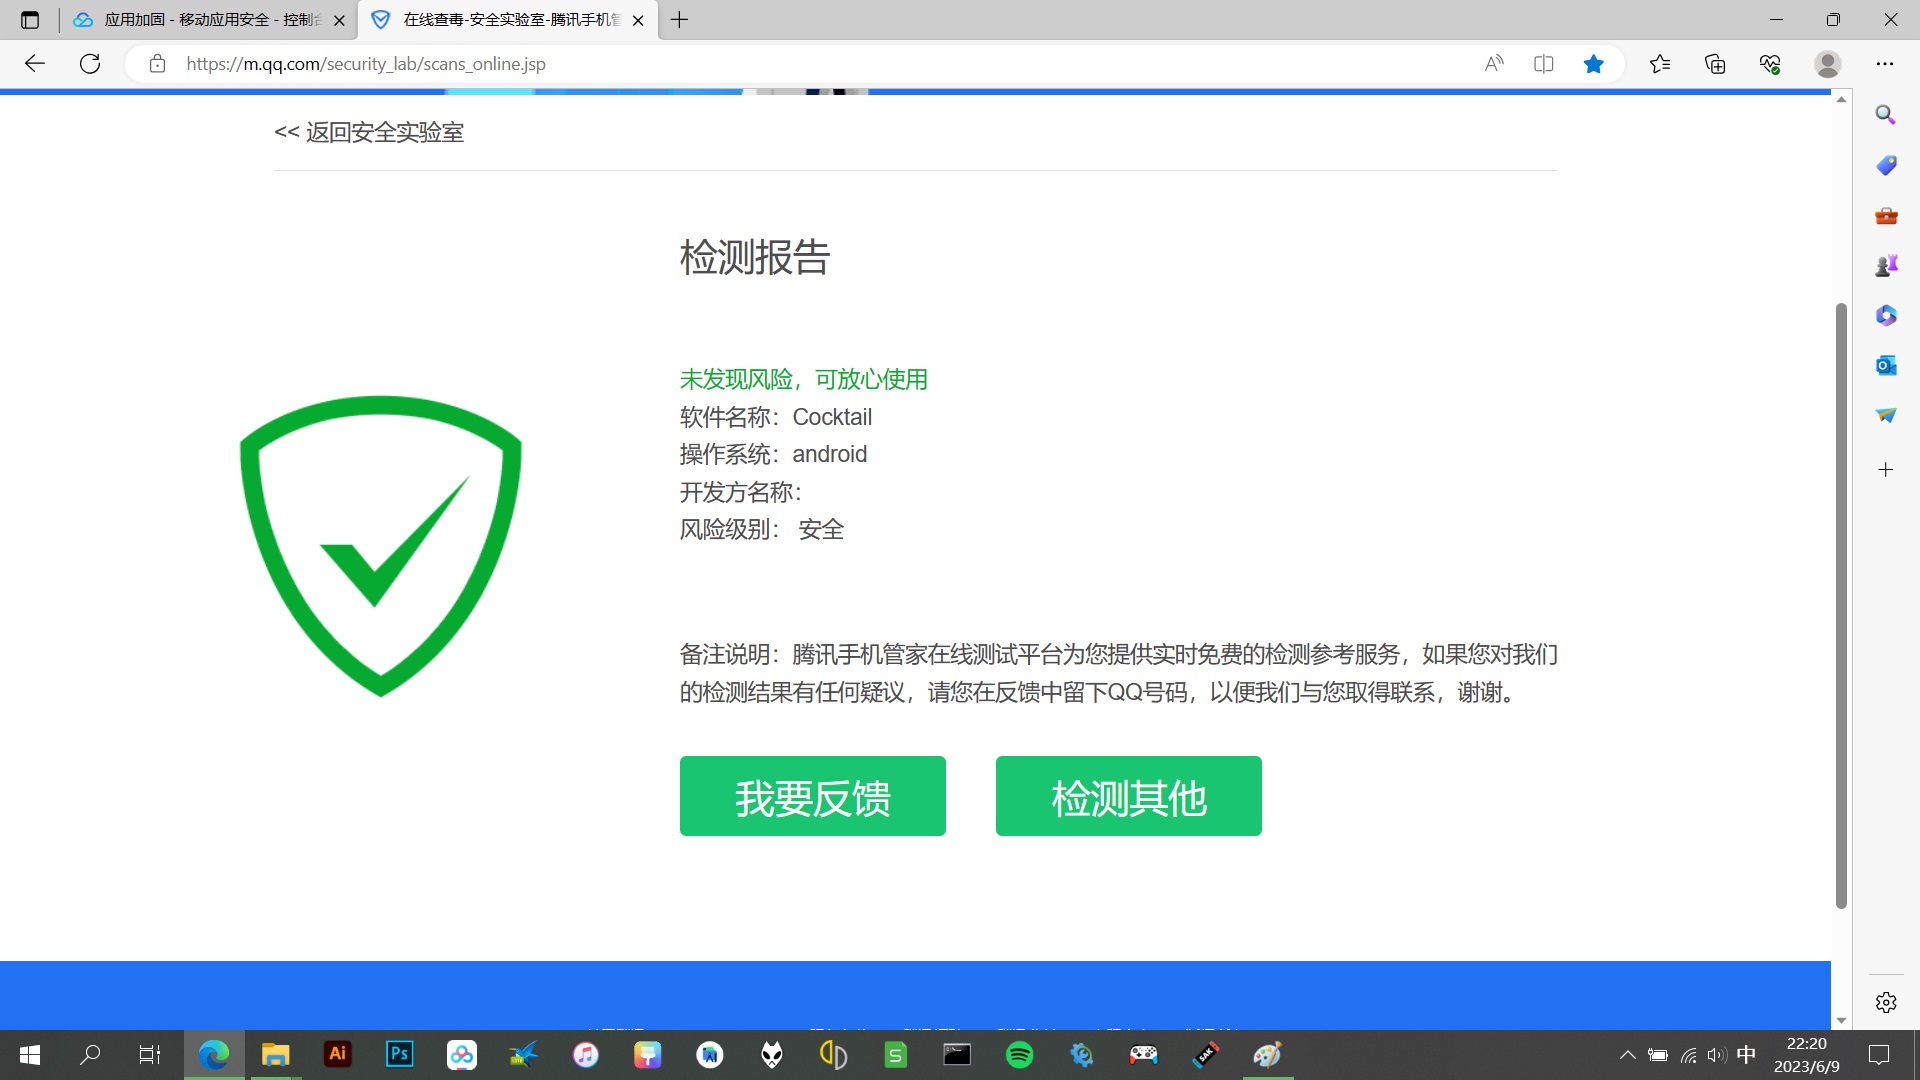 应用加固 - 移动应用安全 - 控制台
在线查毒-安全实验室-腾讯手机管
https://m.qq.com/security_lab/scans_online.jsp
<< 返回安全实验室
检测报告
未发现风险，可放心使用
软件名称：Cocktail
操作系统：android
开发方名称：
风险级别： 安全
备注说明：腾讯手机管家在线测试平台为您提供实时免费的检测参考服务，如果您对我们
的检测结果有任何疑议，请您在反馈中留下QQ号码，以便我们与您取得联系，谢谢。
我要反馈
检测其他
Ai
Ps
S
SAK
中
22:20
2023/6/9